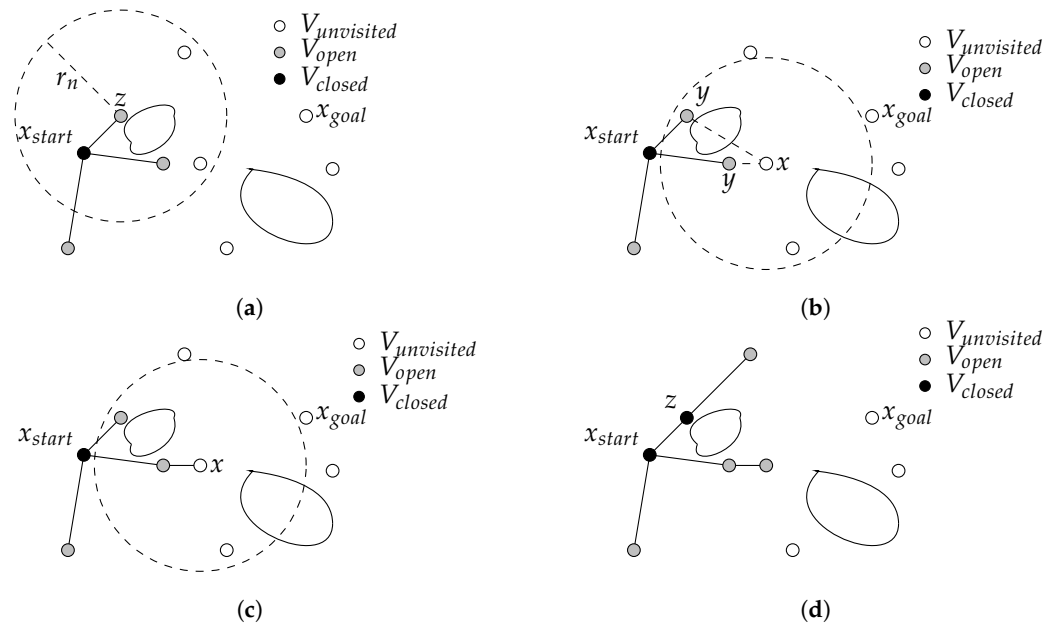 V_unvisited
V_open
V_closed
r_n
z
x_start
x_goal
(a)
V_unvisited
V_open
V_closed
y
x_goal
x_start
y
x
(b)
V_unvisited
V_open
V_closed
x_goal
x_start
x
(c)
V_unvisited
V_open
V_closed
z
x_goal
x_start
(d)